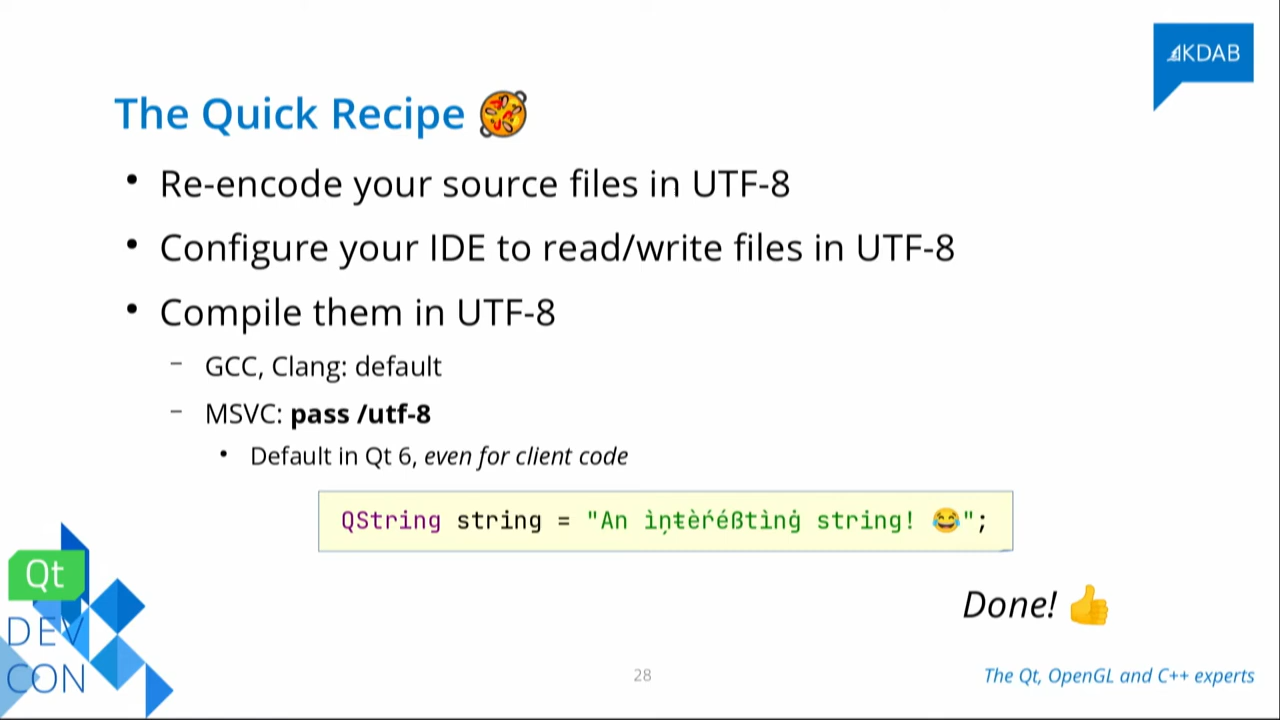 KDAB
The Quick Recipe 🥘
• Re-encode your source files in UTF-8
• Configure your IDE to read/write files in UTF-8
• Compile them in UTF-8
– GCC, Clang: default
– MSVC: pass /utf-8
• Default in Qt 6, even for client code
QString string = "An ìņŧèŕéßtìnġ string! 😂";
Done! 👍
Qt
DEV
CON
28
The Qt, OpenGL and C++ experts